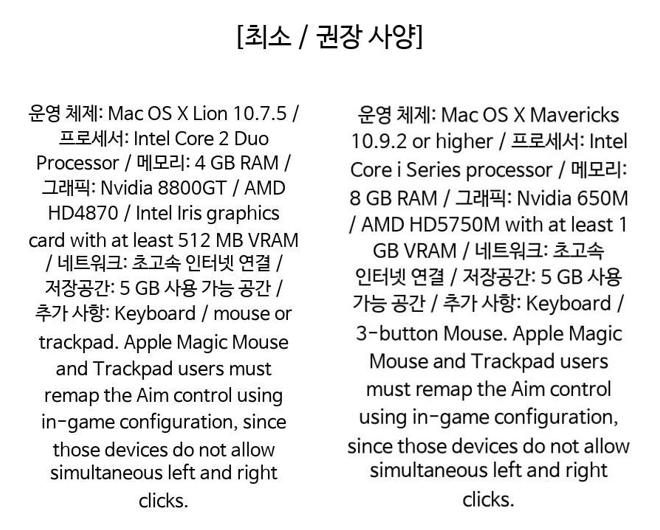 [최소 / 권장 사양]
운영 체제: Mac OS X Lion 10.7.5 /
프로세서: Intel Core 2 Duo
Processor / 메모리: 4 GB RAM /
그래픽: Nvidia 8800GT / AMD
HD4870 / Intel Iris graphics
card with at least 512 MB VRAM
/ 네트워크: 초고속 인터넷 연결 /
저장공간: 5 GB 사용 가능 공간 /
추가 사항: Keyboard / mouse or
trackpad. Apple Magic Mouse
and Trackpad users must
remap the Aim control using
in-game configuration, since
those devices do not allow
simultaneous left and right
clicks.
운영 체제: Mac OS X Mavericks
10.9.2 or higher / 프로세서: Intel
Core i Series processor / 메모리:
8 GB RAM / 그래픽: Nvidia 650M
/ AMD HD5750M with at least 1
GB VRAM / 네트워크: 초고속
인터넷 연결 / 저장공간: 5 GB 사용
가능 공간 / 추가 사항: Keyboard /
3-button Mouse. Apple Magic
Mouse and Trackpad users
must remap the Aim control
using in-game configuration,
since those devices do not allow
simultaneous left and right
clicks.